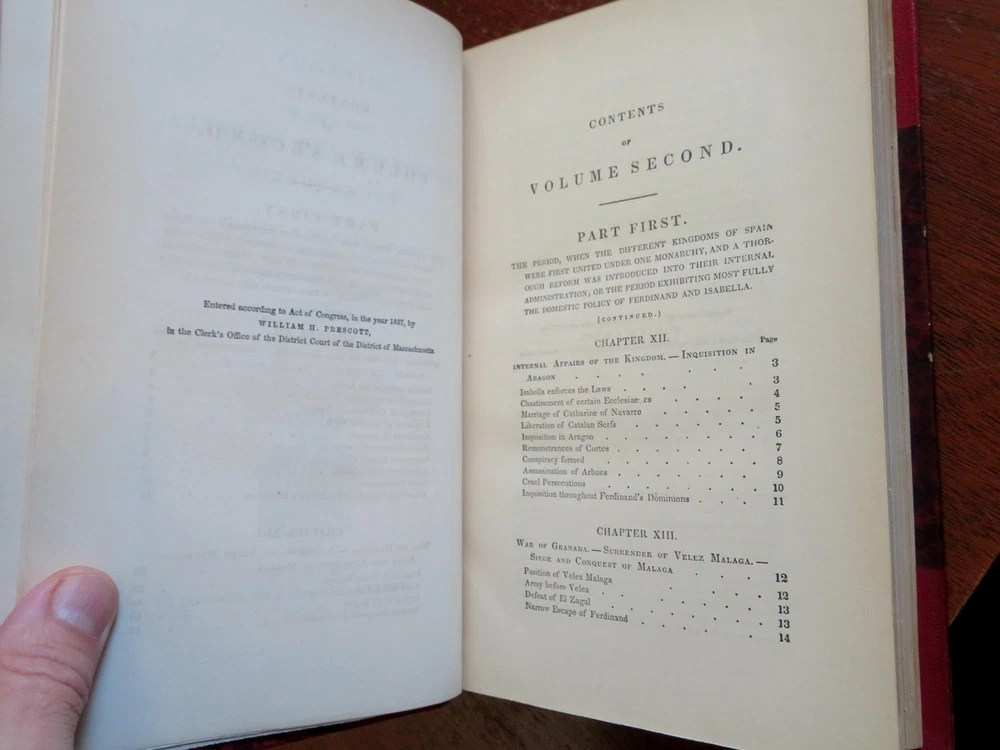 Entered according to Act of Congress, in the year 1837, by
WILLIAM H. PRESCOTT,
in the Clerk's Office of the District Court of the District of Massachusetts
CONTENTS
OF
VOLUME SECOND.
PART FIRST.
THE PERIOD, WHEN THE DIFFERENT KINGDOMS OF SPAIN
WERE FIRST UNITED UNDER ONE MONARCHY, AND A THOR-
OUGH REFORM WAS INTRODUCED INTO THEIR INTERNAL
ADMINISTRATION; OR THE PERIOD EXHIBITING MOST FULLY
THE DOMESTIC POLICY OF FERDINAND AND ISABELLA.
(CONTINUED.)
CHAPTER XII.
Page
INTERNAL AFFAIRS OF THE KINGDOM. — INQUISITION IN
ARAGON . . . . . 3
Isabella enforces the Laws . . . . . 3
Chastisement of certain Ecclesiastics . . . . 4
Marriage of Catharine of Navarre . . . . . 5
Liberation of Catalan Serfs . . . . . 5
Inquisition in Aragon . . . . . . 6
Remonstrances of Cortes . . . . . . 7
Conspiracy formed . . . . . . 8
Assassination of Arbues . . . . . . 9
Cruel Persecutions . . . . . . 10
Inquisition throughout Ferdinand's Dominions . . . 11
CHAPTER XIII.
WAR OF GRANADA. — SURRENDER OF VELEZ MALAGA. —
SIEGE AND CONQUEST OF MALAGA . . . 12
Position of Velez Malaga . . . . . 12
Army before Velez . . . . . . 13
Defeat of El Zagal . . . . . . 13
Narrow Escape of Ferdinand . . . . . 14